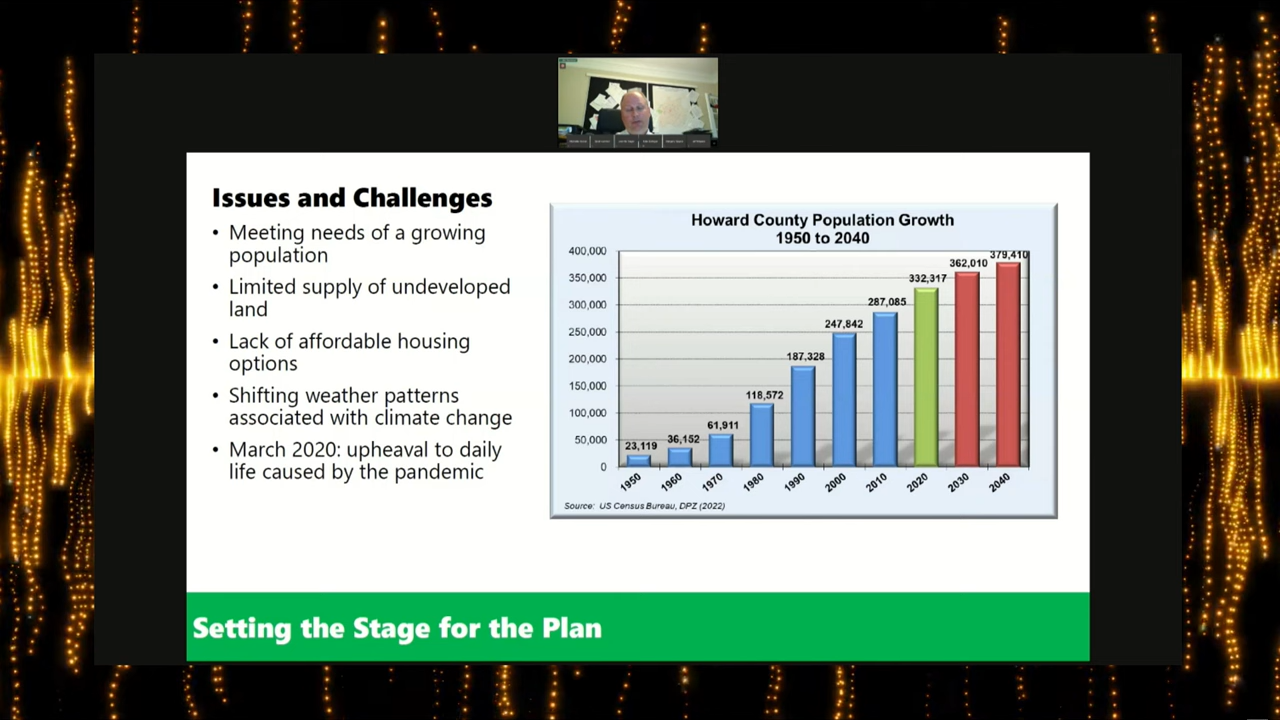 Issues and Challenges
• Meeting needs of a growing
population
• Limited supply of undeveloped
land
• Lack of affordable housing
options
• Shifting weather patterns
associated with climate change
• March 2020: upheaval to daily
life caused by the pandemic
Howard County Population Growth
1950 to 2040
400,000
350,000
300,000
250,000
200,000
150,000
100,000
50,000
0
23,119
36,152
61,911
118,572
187,328
247,842
287,085
332,317
362,010
379,410
1950
1960
1970
1980
1990
2000
2010
2020
2030
2040
Source: US Census Bureau, DPZ (2022)
Setting the Stage for the Plan